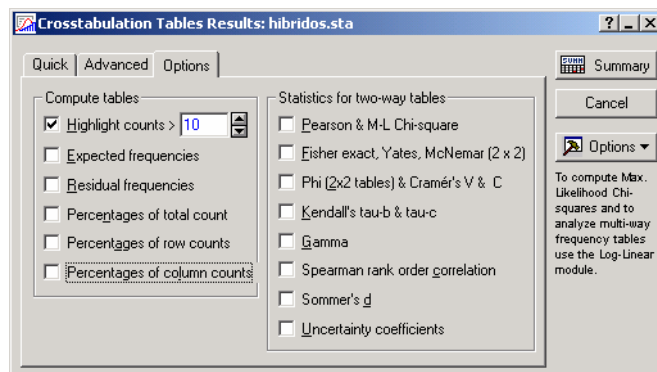 Crosstabulation Tables Results: hibridos.sta
Quick Advanced Options
Compute tables
Highlight counts > 10
Expected frequencies
Residual frequencies
Percentages of total count
Percentages of row counts
Percentages of column counts
Statistics for two-way tables
Pearson & M-L Chi-square
Fisher exact, Yates, McNemar (2 x 2)
Phi (2x2 tables) & Cramér's V & C
Kendall's tau-b & tau-c
Gamma
Spearman rank order correlation
Sommer's d
Uncertainty coefficients
Summary
Cancel
Options
To compute Max.
Likelihood Chi-
squares and to
analyze multi-way
frequency tables
use the Log-Linear
module.